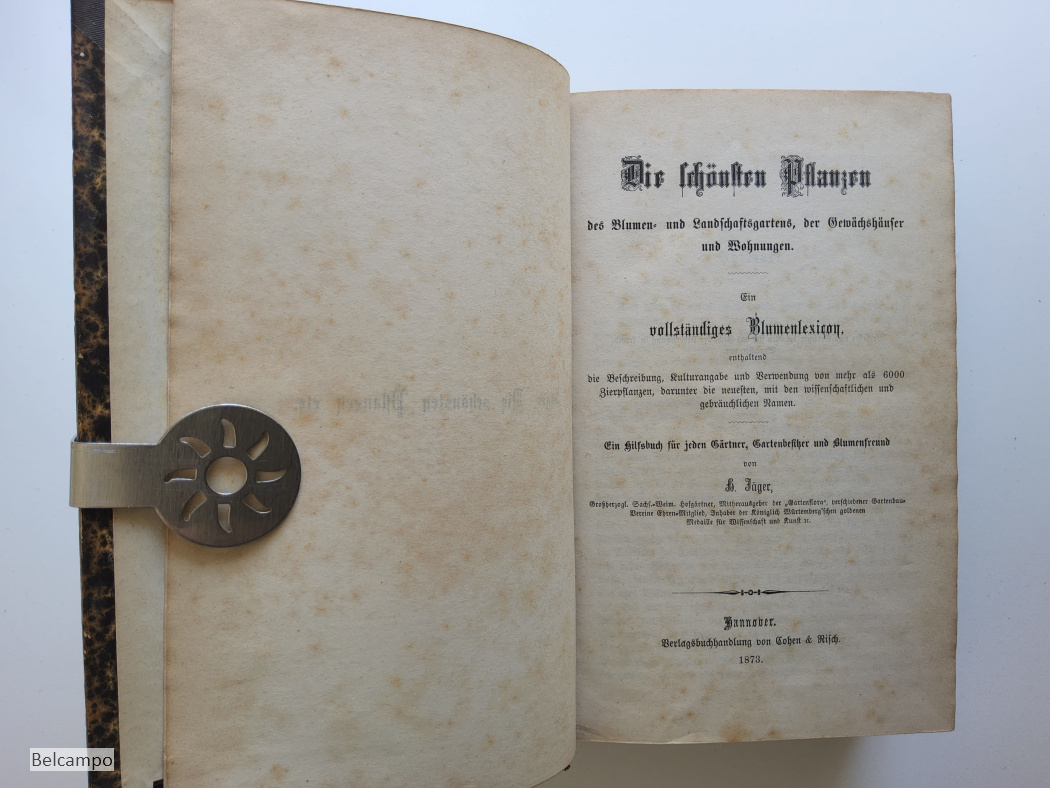 Die schönsten Pflanzen
des Blumen- und Landschaftsgartens, der Gewächshäuser
und Wohnungen.
Ein
vollständiges Blumenlexicon,
enthaltend
die Beschreibung, Kulturangabe und Verwendung von mehr als 6000
Zierpflanzen, darunter die neuesten, mit den wissenschaftlichen und
gebräuchlichen Namen.
Ein Hilfsbuch für jeden Gärtner, Gartenbesitzer und Blumenfreund
von
H. Jäger,
Großherzogl. Sachs.-Weim. Hofgärtner, Mitherausgeber der „Gartenflora“, verschiedener Gartenbau-
Vereine Ehren-Mitglied, Inhaber der Königlich Würtemberg'schen goldenen
Medaille für Wissenschaft und Kunst ꝛc.
Hannover.
Verlagsbuchhandlung von Cohen & Risch.
1873.
Belcampo